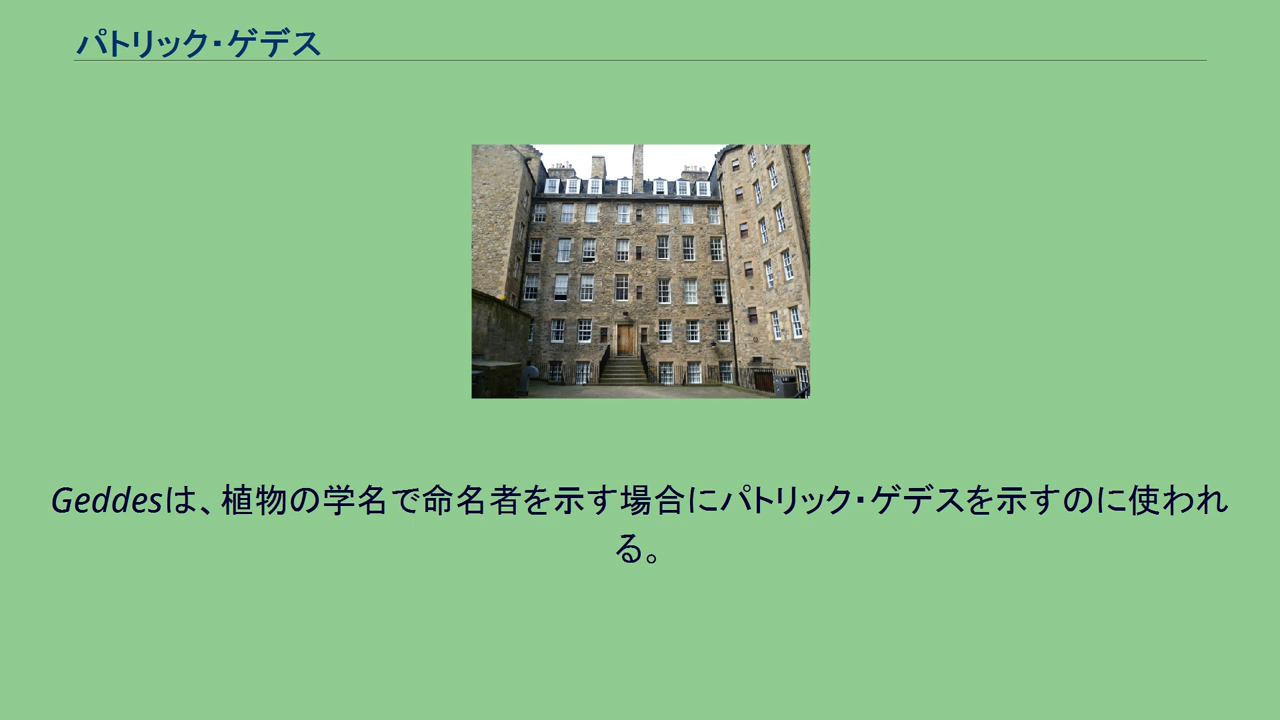 パトリック・ゲデス
Geddesは、植物の学名で命名者を示す場合にパトリック・ゲデスを示すのに使われ
る。